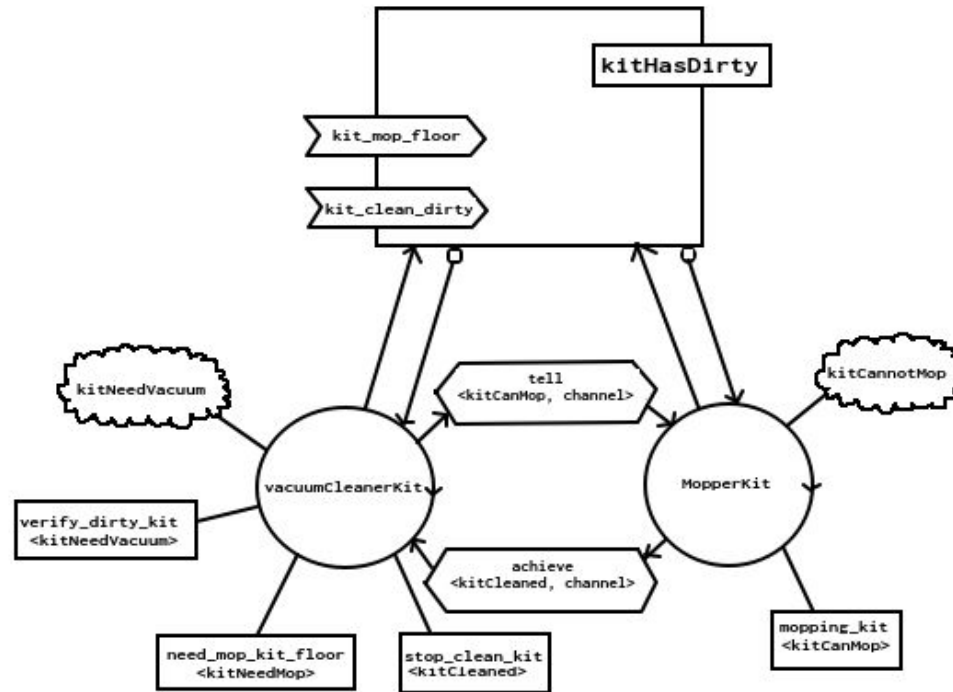 kitHasDirty
kit_mop_floor
kit_clean_dirty
kitNeedVacuum
tell
<kitCanMop, channel>
kitCannotMop
vacuumCleanerKit
MopperKit
verify_dirty_kit
<kitNeedVacuum>
achieve
<kitCleaned, channel>
need_mop_kit_floor
<kitNeedMop>
stop_clean_kit
<kitCleaned>
mopping_kit
<kitCanMop>